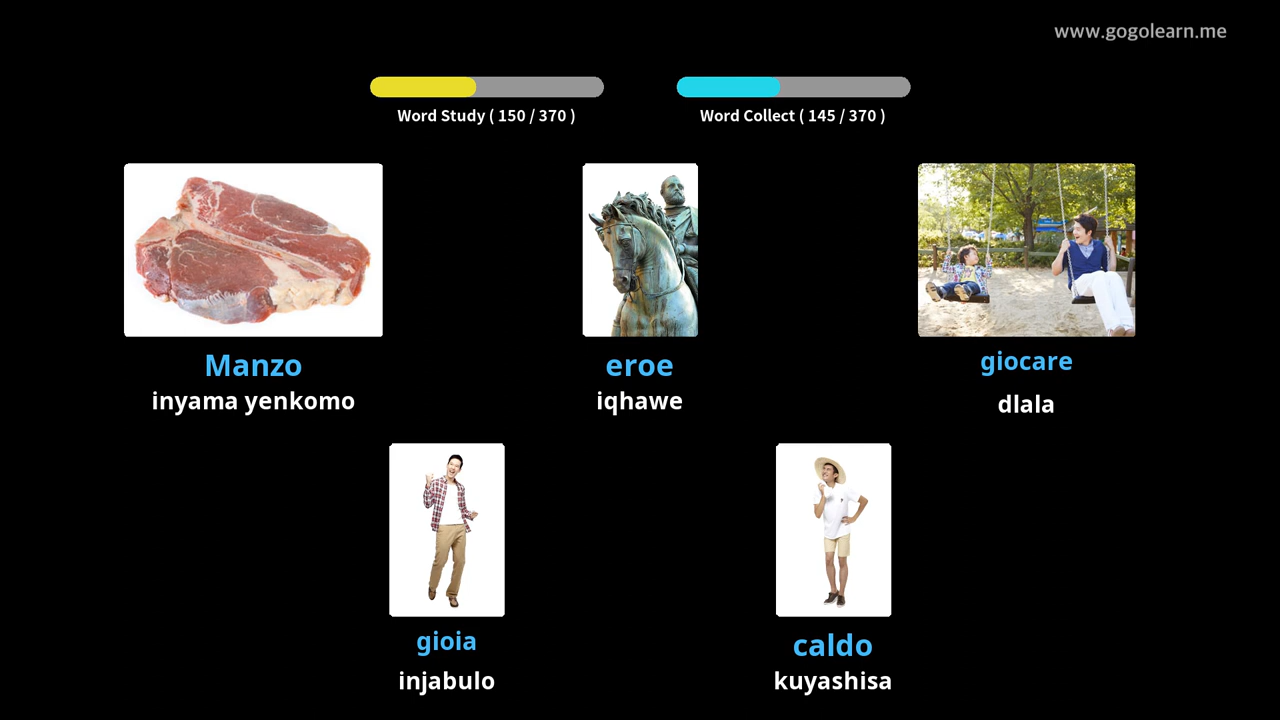 www.gogolearn.me
Word Study ( 150 / 370 )
Word Collect ( 145 / 370 )
Manzo
inyama yenkomo
eroe
iqhawe
giocare
dlala
gioia
injabulo
caldo
kuyashisa